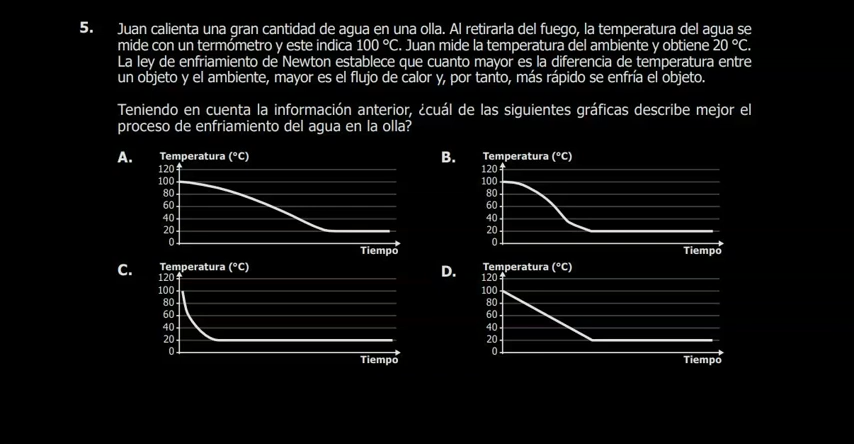 5. Juan calienta una gran cantidad de agua en una olla. Al retirarla del fuego, la temperatura del agua se
mide con un termómetro y este indica 100 °C. Juan mide la temperatura del ambiente y obtiene 20 °C.
La ley de enfriamiento de Newton establece que cuanto mayor es la diferencia de temperatura entre
un objeto y el ambiente, mayor es el flujo de calor y, por tanto, más rápido se enfría el objeto.
Teniendo en cuenta la información anterior, ¿cuál de las siguientes gráficas describe mejor el
proceso de enfriamiento del agua en la olla?
A. Temperatura (°C)
120
100
80
60
40
20
0
Tiempo
B. Temperatura (°C)
120
100
80
60
40
20
0
Tiempo
C. Temperatura (°C)
120
100
80
60
40
20
0
Tiempo
D. Temperatura (°C)
120
100
80
60
40
20
0
Tiempo